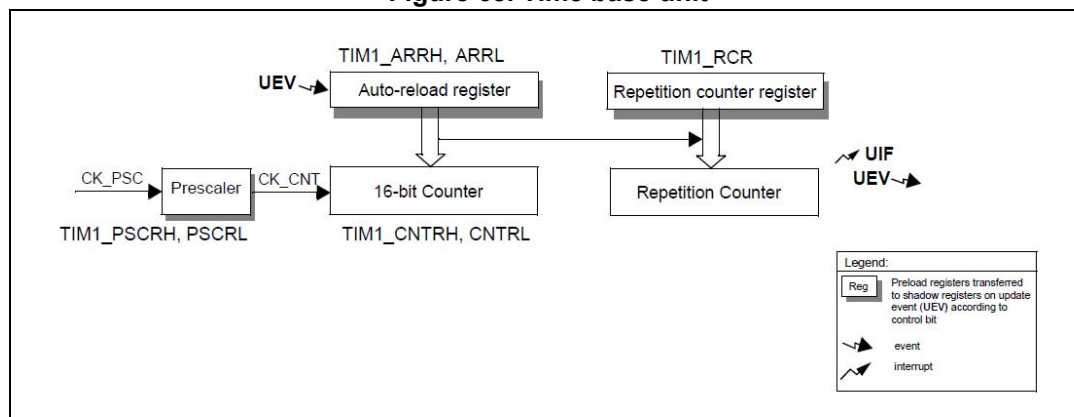 TIM1_ARRH, ARRL
TIM1_RCR
UEV
Auto-reload register
Repetition counter register
UIF
UEV
CK_PSC
Prescaler
CK_CNT
16-bit Counter
Repetition Counter
TIM1_PSCRH, PSCRL
TIM1_CNTRH, CNTRL
Legend:
Reg
Preload registers transferred
to shadow registers on update
event (UEV) according to
control bit
event
interrupt